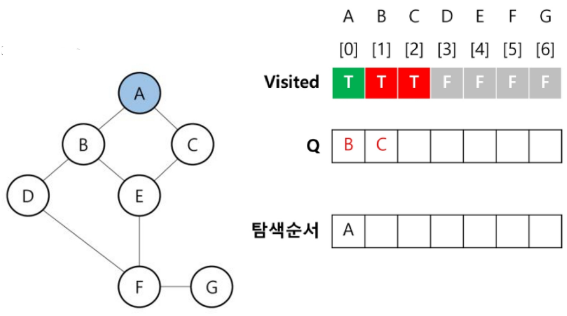 A B C D E F G
[0] [1] [2] [3] [4] [5] [6]
Visited T T T F F F F
Q B C
탐색순서 A
A
B
C
D
E
F
G